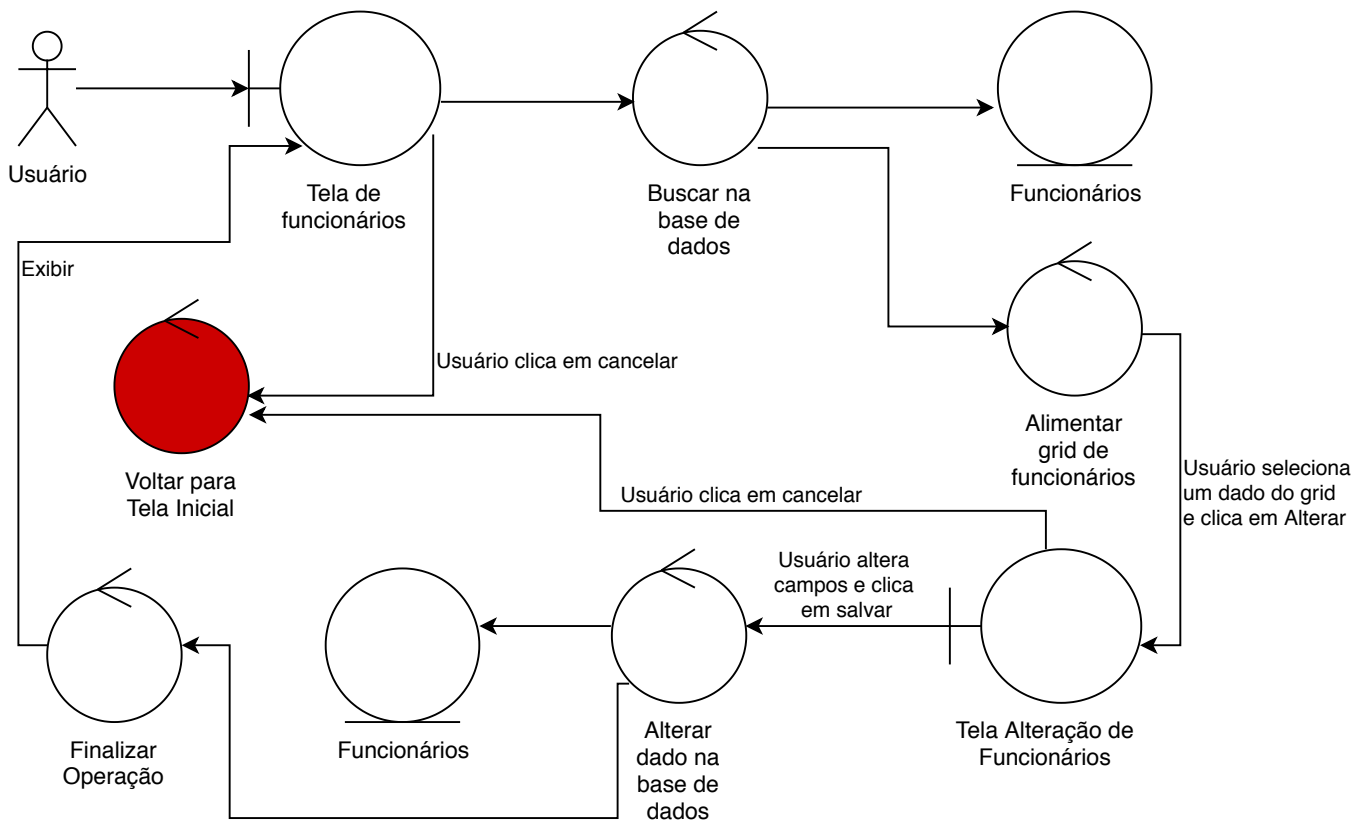 Usuário
Tela de
funcionários
Buscar na
base de
dados
Funcionários
Exibir
Usuário clica em cancelar
Voltar para
Tela Inicial
Alimentar
grid de
funcionários
Usuário seleciona
um dado do grid
e clica em Alterar
Usuário clica em cancelar
Usuário altera
campos e clica
em salvar
Finalizar
Operação
Funcionários
Alterar
dado na
base de
dados
Tela Alteração de
Funcionários